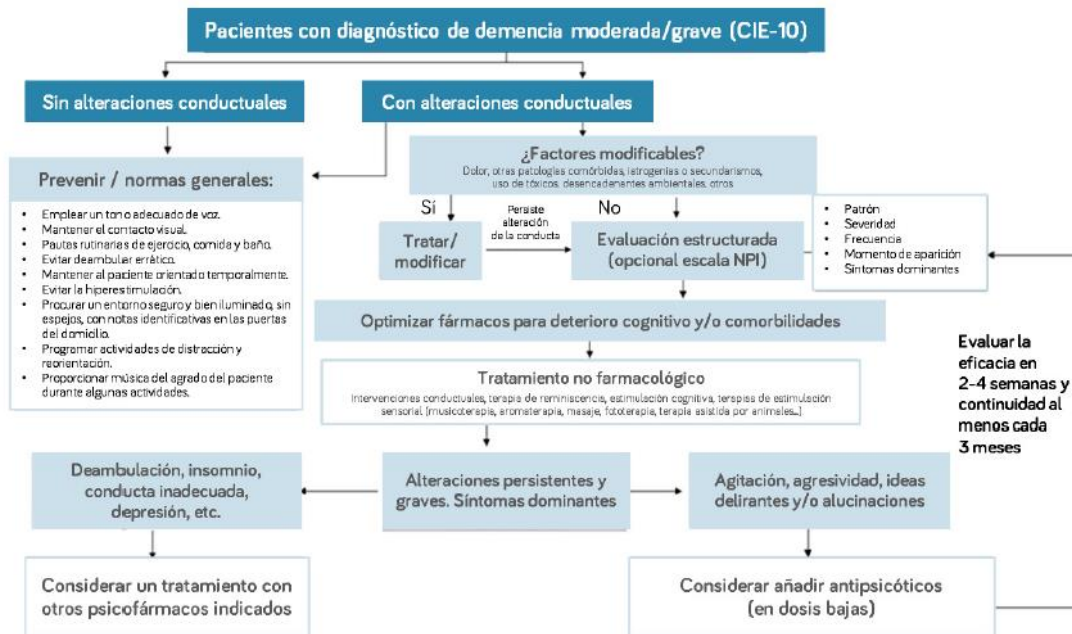 Pacientes con diagnóstico de demencia moderada/grave (CIE-10)
Sin alteraciones conductuales
Con alteraciones conductuales
Prevenir / normas generales:
• Emplear un tono adecuado de voz.
• Mantener el contacto visual.
• Pautas rutinarias de ejercicio, comida y baño.
• Evitar deambular errático.
• Mantener al paciente orientado temporalmente.
• Evitar la hiperestimulación.
• Procurar un entorno seguro y bien iluminado, sin
espejos, con notas identificativas en las puertas
del domicilio.
• Programar actividades de distracción y
reorientación.
• Proporcionar música del agrado del paciente
durante algunas actividades.
¿Factores modificables?
Dolor, otras patologías comórbidas, iatrogenias o secundarismos,
uso de tóxicos, desencadenantes ambientales, otros
Sí
No
Tratar/
modificar
Persiste
alteración
de la conducta
Evaluación estructurada
(opcional escala NPI)
• Patrón
• Severidad
• Frecuencia
• Momento de aparición
• Síntomas dominantes
Optimizar fármacos para deterioro cognitivo y/o comorbilidades
Tratamiento no farmacológico
Intervenciones conductuales, terapia de reminiscencia, estimulación cognitiva, terapias de estimulación
sensorial (musicoterapia, aromaterapia, masaje, fototerapia, terapia asistida por animales...)
Evaluar la
eficacia en
2-4 semanas y
continuidad al
menos cada
3 meses
Deambulación, insomnio,
conducta inadecuada,
depresión, etc.
Alteraciones persistentes y
graves. Síntomas dominantes
Agitación, agresividad, ideas
delirantes y/o alucinaciones
Considerar un tratamiento con
otros psicofármacos indicados
Considerar añadir antipsicóticos
(en dosis bajas)